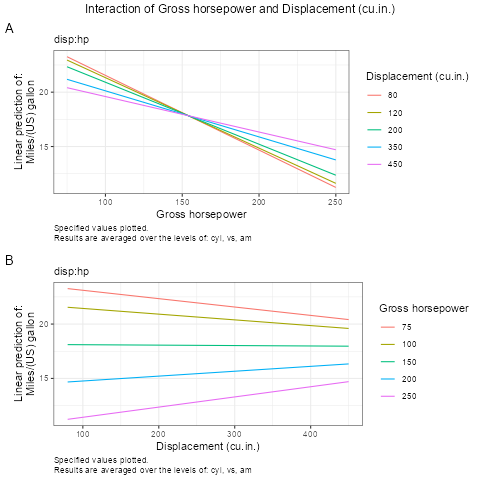 Interaction of Gross horsepower and Displacement (cu.in.)
A
disp:hp
Linear prediction of:
Miles/(US) gallon
20
15
100
150
200
250
Gross horsepower
Specified values plotted.
Results are averaged over the levels of: cyl, vs, am
Displacement (cu.in.)
80
120
200
350
450
B
disp:hp
Linear prediction of:
Miles/(US) gallon
20
15
100
200
300
400
Displacement (cu.in.)
Specified values plotted.
Results are averaged over the levels of: cyl, vs, am
Gross horsepower
75
100
150
200
250